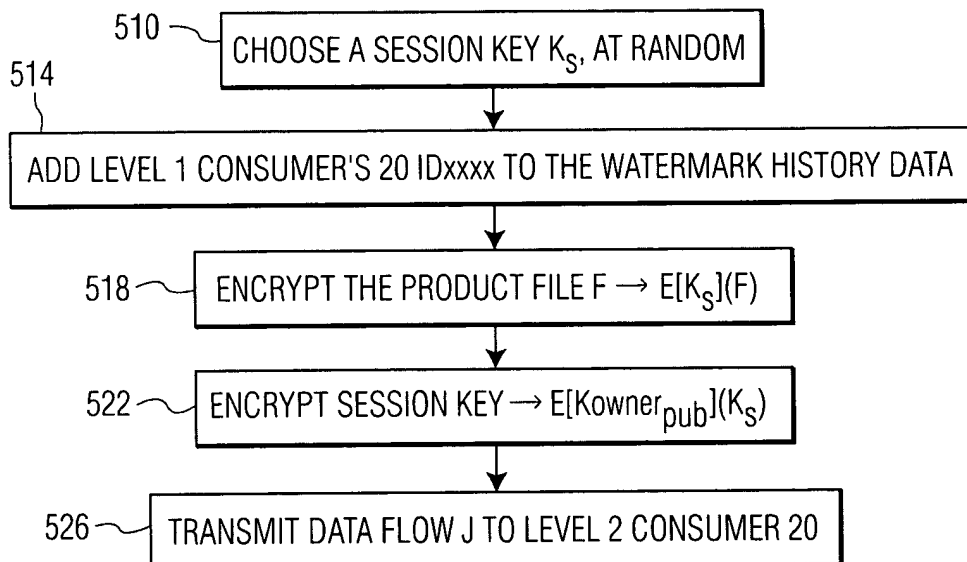 510
CHOOSE A SESSION KEY KS, AT RANDOM
514
ADD LEVEL 1 CONSUMER'S 20 IDxxxx TO THE WATERMARK HISTORY DATA
518
ENCRYPT THE PRODUCT FILE F → E[KS](F)
522
ENCRYPT SESSION KEY → E[Kownerpub](KS)
526
TRANSMIT DATA FLOW J TO LEVEL 2 CONSUMER 20